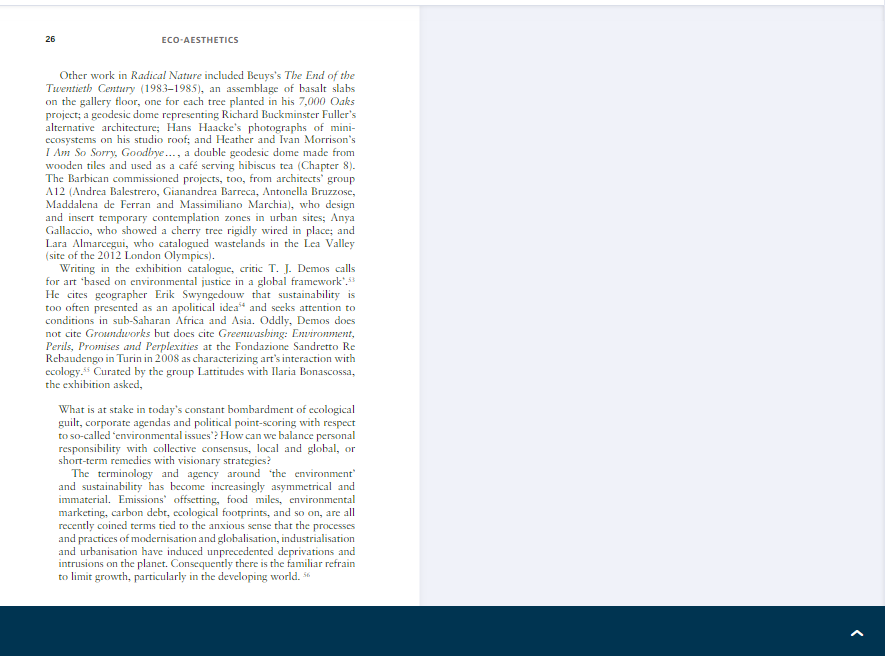 26
ECO-AESTHETICS
Other work in Radical Nature included Beuys's The End of the
Twentieth Century (1983–1985), an assemblage of basalt slabs
on the gallery floor, one for each tree planted in his 7,000 Oaks
project; a geodesic dome representing Richard Buckminster Fuller's
alternative architecture; Hans Haacke's photographs of mini-
ecosystems on his studio roof; and Heather and Ivan Morrison's
I Am So Sorry, Goodbye…, a double geodesic dome made from
wooden tiles and used as a café serving hibiscus tea (Chapter 8).
The Barbican commissioned projects, too, from architects' group
A12 (Andrea Balestrero, Gianandrea Barreca, Antonella Bruzzose,
Maddalena de Ferran and Massimiliano Marchia), who design
and insert temporary contemplation zones in urban sites; Anya
Gallaccio, who showed a cherry tree rigidly wired in place; and
Lara Almarcegui, who catalogued wastelands in the Lea Valley
(site of the 2012 London Olympics).
Writing in the exhibition catalogue, critic T. J. Demos calls
for art 'based on environmental justice in a global framework'.53
He cites geographer Erik Swyngedouw that sustainability is
too often presented as an apolitical idea54 and seeks attention to
conditions in sub-Saharan Africa and Asia. Oddly, Demos does
not cite Groundworks but does cite Greenwashing: Environment,
Perils, Promises and Perplexities at the Fondazione Sandretto Re
Rebaudengo in Turin in 2008 as characterizing art's interaction with
ecology.55 Curated by the group Lattitudes with Ilaria Bonascossa,
the exhibition asked,
What is at stake in today's constant bombardment of ecological
guilt, corporate agendas and political point-scoring with respect
to so-called 'environmental issues'? How can we balance personal
responsibility with collective consensus, local and global, or
short-term remedies with visionary strategies?
The terminology and agency around 'the environment'
and sustainability has become increasingly asymmetrical and
immaterial. Emissions' offsetting, food miles, environmental
marketing, carbon debt, ecological footprints, and so on, are all
recently coined terms tied to the anxious sense that the processes
and practices of modernisation and globalisation, industrialisation
and urbanisation have induced unprecedented deprivations and
intrusions on the planet. Consequently there is the familiar refrain
to limit growth, particularly in the developing world. 56